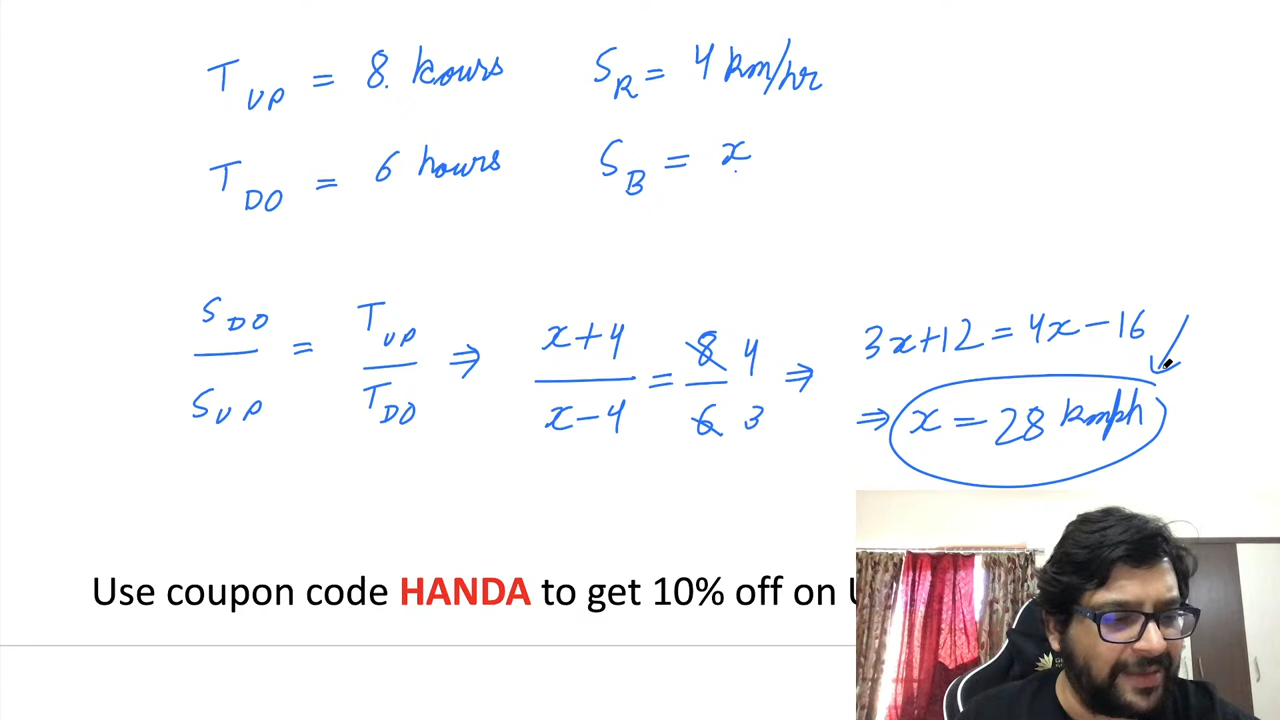 T_UP = 8. hours S_R = 4 km/hr
T_DO = 6 hours S_B = x
S_DO / S_UP = T_UP / T_DO ⇒ x+4 / x-4 = 8 / 6 4 / 3 ⇒ 3x+12 = 4x-16
⇒ x = 28 kmph
Use coupon code HANDA to get 10% off on